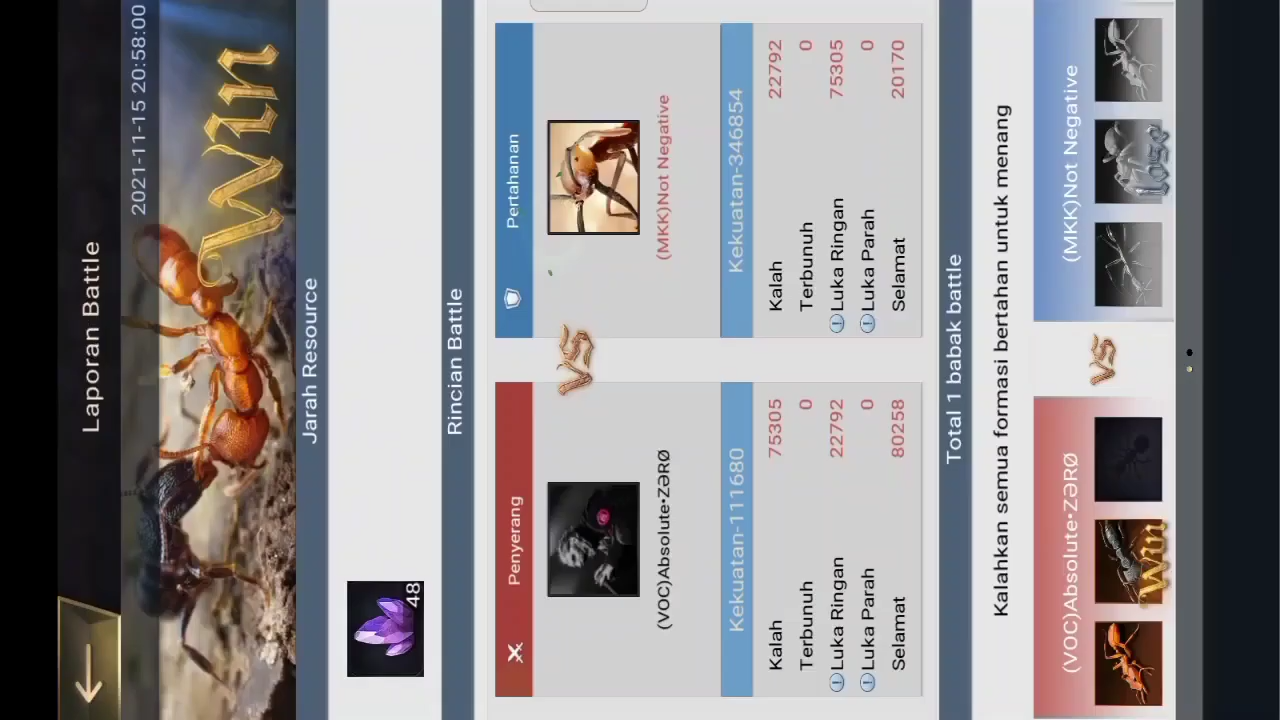 Laporan Battle
2021-11-15 20:58:00
Win
Jarah Resource
48
Rincian Battle
Penyerang
VS
Pertahanan
(VOC)Absolute•ZƏRØ
(MKK)Not Negative
Kekuatan-111680
Kekuatan-346854
Kalah 75305
Kalah 22792
Terbunuh 0
Terbunuh 0
Luka Ringan 22792
Luka Ringan 75305
Luka Parah 0
Luka Parah 0
Selamat 80258
Selamat 20170
Total 1 babak battle
Kalahkan semua formasi bertahan untuk menang
(VOC)Absolute•ZƏRØ
VS
(MKK)Not Negative
Win
lose